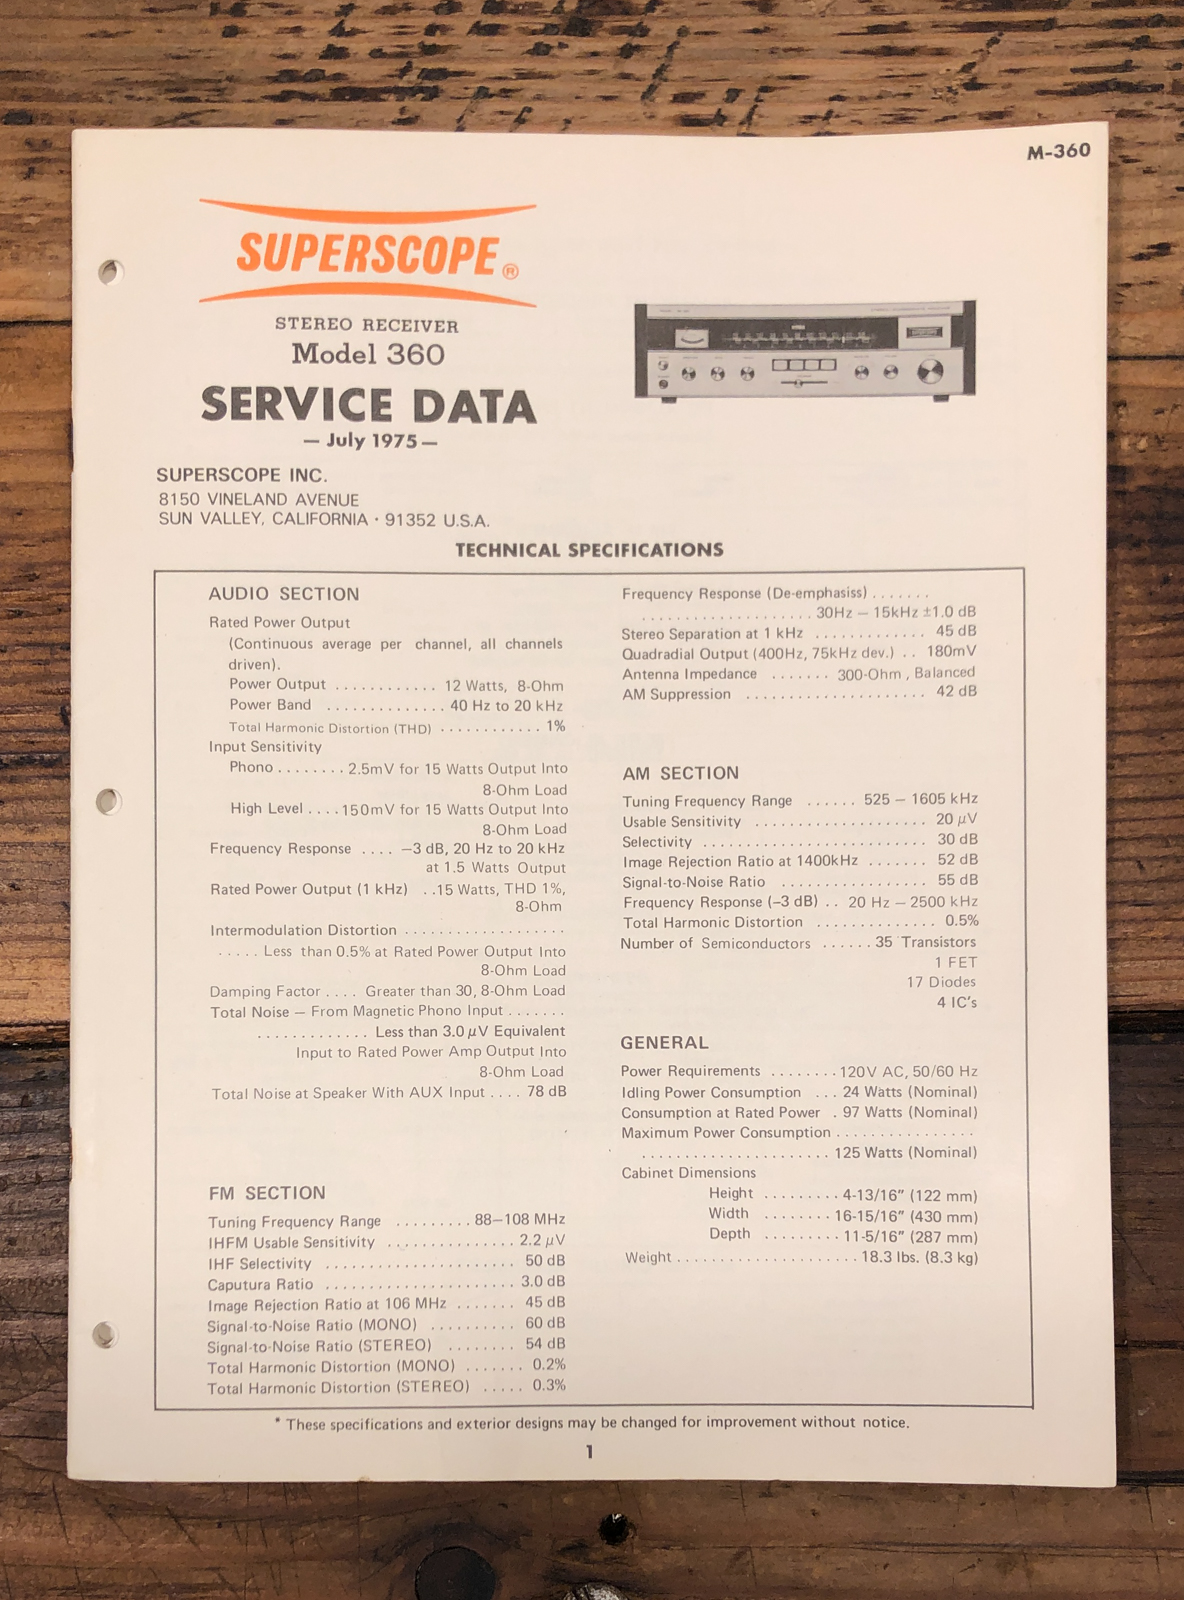 M-360
SUPERSCOPE®
STEREO RECEIVER
Model 360
SERVICE DATA
— July 1975 —
SUPERSCOPE INC.
8150 VINELAND AVENUE
SUN VALLEY, CALIFORNIA · 91352 U.S.A.
TECHNICAL SPECIFICATIONS
AUDIO SECTION
Rated Power Output
(Continuous average per channel, all channels
driven).
Power Output ............ 12 Watts, 8-Ohm
Power Band .............. 40 Hz to 20 kHz
Total Harmonic Distortion (THD) ............ 1%
Input Sensitivity
Phono ........ 2.5mV for 15 Watts Output Into
8-Ohm Load
High Level .... 150mV for 15 Watts Output Into
8-Ohm Load
Frequency Response .... −3 dB, 20 Hz to 20 kHz
at 1.5 Watts Output
Rated Power Output (1 kHz) ..15 Watts, THD 1%,
8-Ohm
Intermodulation Distortion ...................
..... Less than 0.5% at Rated Power Output Into
8-Ohm Load
Damping Factor .... Greater than 30, 8-Ohm Load
Total Noise — From Magnetic Phono Input .......
............. Less than 3.0 μV Equivalent
Input to Rated Power Amp Output Into
8-Ohm Load
Total Noise at Speaker With AUX Input .... 78 dB
FM SECTION
Tuning Frequency Range ......... 88—108 MHz
IHFM Usable Sensitivity ............... 2.2 μV
IHF Selectivity ...................... 50 dB
Caputura Ratio ...................... 3.0 dB
Image Rejection Ratio at 106 MHz ....... 45 dB
Signal-to-Noise Ratio (MONO) .......... 60 dB
Signal-to-Noise Ratio (STEREO) ........ 54 dB
Total Harmonic Distortion (MONO) ....... 0.2%
Total Harmonic Distortion (STEREO) ..... 0.3%
Frequency Response (De-emphasiss) .......
.................... 30Hz — 15kHz ±1.0 dB
Stereo Separation at 1 kHz ............. 45 dB
Quadradial Output (400Hz, 75kHz dev.) .. 180mV
Antenna Impedance ....... 300-Ohm , Balanced
AM Suppression ..................... 42 dB
AM SECTION
Tuning Frequency Range ...... 525 — 1605 kHz
Usable Sensitivity .................... 20 μV
Selectivity .......................... 30 dB
Image Rejection Ratio at 1400kHz ....... 52 dB
Signal-to-Noise Ratio ................. 55 dB
Frequency Response (−3 dB) .. 20 Hz — 2500 kHz
Total Harmonic Distortion .............. 0.5%
Number of Semiconductors ...... 35 Transistors
1 FET
17 Diodes
4 IC's
GENERAL
Power Requirements ........ 120V AC, 50/60 Hz
Idling Power Consumption ... 24 Watts (Nominal)
Consumption at Rated Power . 97 Watts (Nominal)
Maximum Power Consumption ................
...................... 125 Watts (Nominal)
Cabinet Dimensions
Height ......... 4-13/16″ (122 mm)
Width ........ 16-15/16″ (430 mm)
Depth ......... 11-5/16″ (287 mm)
Weight ..................... 18.3 lbs. (8.3 kg)
* These specifications and exterior designs may be changed for improvement without notice.
1